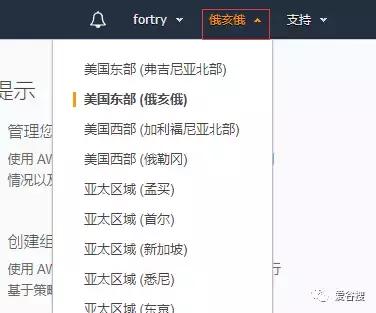 fortry 俄亥俄 支持
美国东部 (弗吉尼亚北部)
提示
美国东部 (俄亥俄)
管理您
美国西部 (加利福尼亚北部)
使用 AW
美国西部 (俄勒冈)
情况以及
亚太区域 (孟买)
亚太区域 (首尔)
创建组
亚太区域 (新加坡)
使用 AW
亚太区域 (悉尼)
行
基于策略
亚太区域 (东京)
爱谷搜